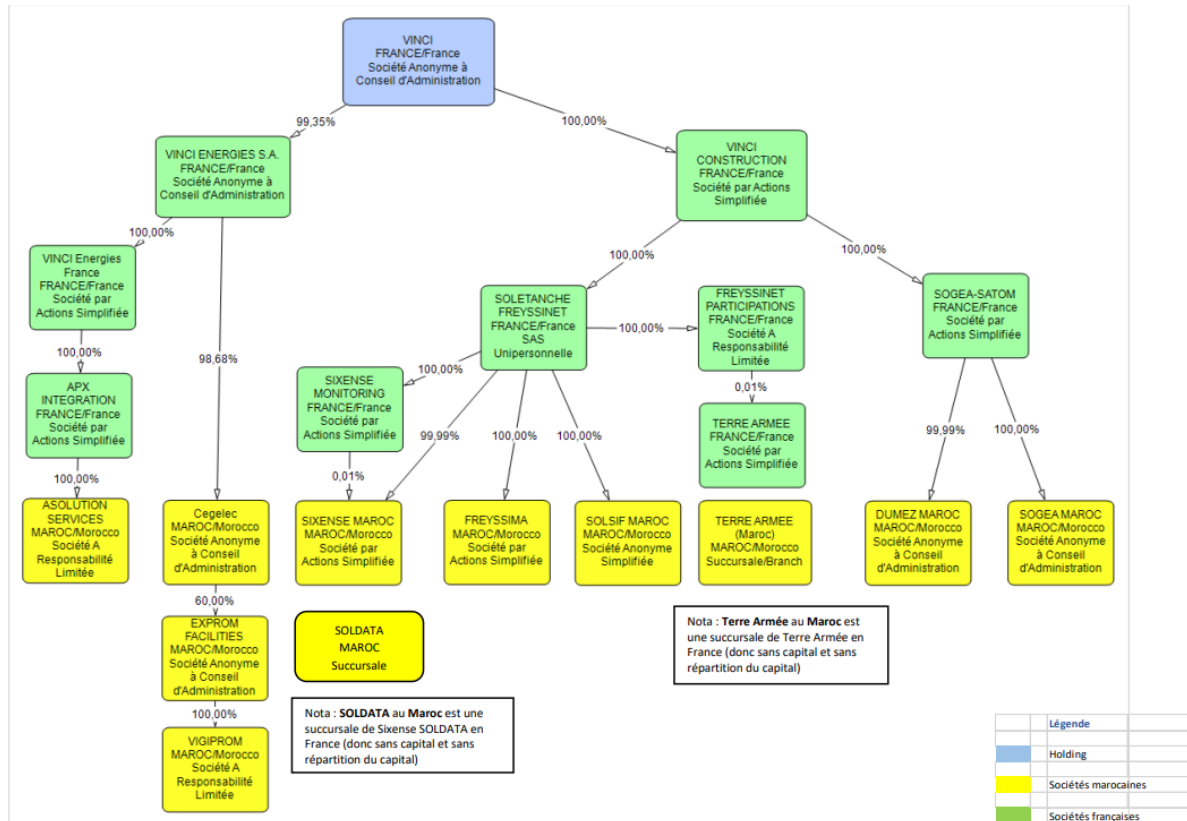 VINCI
FRANCE/France
Société Anonyme à
Conseil d'Administration
99,35%
100,00%
VINCI ENERGIES S.A.
FRANCE/France
Société Anonyme à
Conseil d'Administration
VINCI
CONSTRUCTION
FRANCE/France
Société par Actions
Simplifiée
100,00%
100,00%
100,00%
VINCI Energies
France
FRANCE/France
Société par
Actions Simplifiée
SOLETANCHE
FREYSSINET
FRANCE/France
SAS
Unipersonnelle
100,00%
FREYSSINET
PARTICIPATIONS
FRANCE/France
Société A
Responsabilité
Limitée
SOGEA-SATOM
FRANCE/France
Société par
Actions Simplifiée
100,00%
98,68%
100,00%
0,01%
APX
INTEGRATION
FRANCE/France
Société par
Actions Simplifiée
SIXENSE
MONITORING
FRANCE/France
Société par
Actions Simplifiée
TERRE ARMEE
FRANCE/France
Société par
Actions Simplifiée
99,99%
100,00%
100,00%
99,99%
100,00%
100,00%
0,01%
ASOLUTION
SERVICES
MAROC/Morocco
Société A
Responsabilité
Limitée
Cegelec
MAROC/Morocco
Société Anonyme
à Conseil
d'Administration
SIXENSE MAROC
MAROC/Morocco
Société par
Actions Simplifiée
FREYSSIMA
MAROC/Morocco
Société par
Actions Simplifiée
SOLSIF MAROC
MAROC/Morocco
Société Anonyme
Simplifiée
TERRE ARMEE
(Maroc)
MAROC/Morocco
Succursale/Branch
DUMEZ MAROC
MAROC/Morocco
Société Anonyme
à Conseil
d'Administration
SOGEA MAROC
MAROC/Morocco
Société Anonyme
à Conseil
d'Administration
60,00%
EXPROM
FACILITIES
MAROC/Morocco
Société Anonyme
à Conseil
d'Administration
SOLDATA
MAROC
Succursale
Nota : Terre Armée au Maroc est
une succursale de Terre Armée en
France (donc sans capital et sans
répartition du capital)
100,00%
Nota : SOLDATA au Maroc est une
succursale de Sixense SOLDATA en
France (donc sans capital et sans
répartition du capital)
VIGIPROM
MAROC/Morocco
Société A
Responsabilité
Limitée
Légende
Holding
Sociétés marocaines
Sociétés françaises